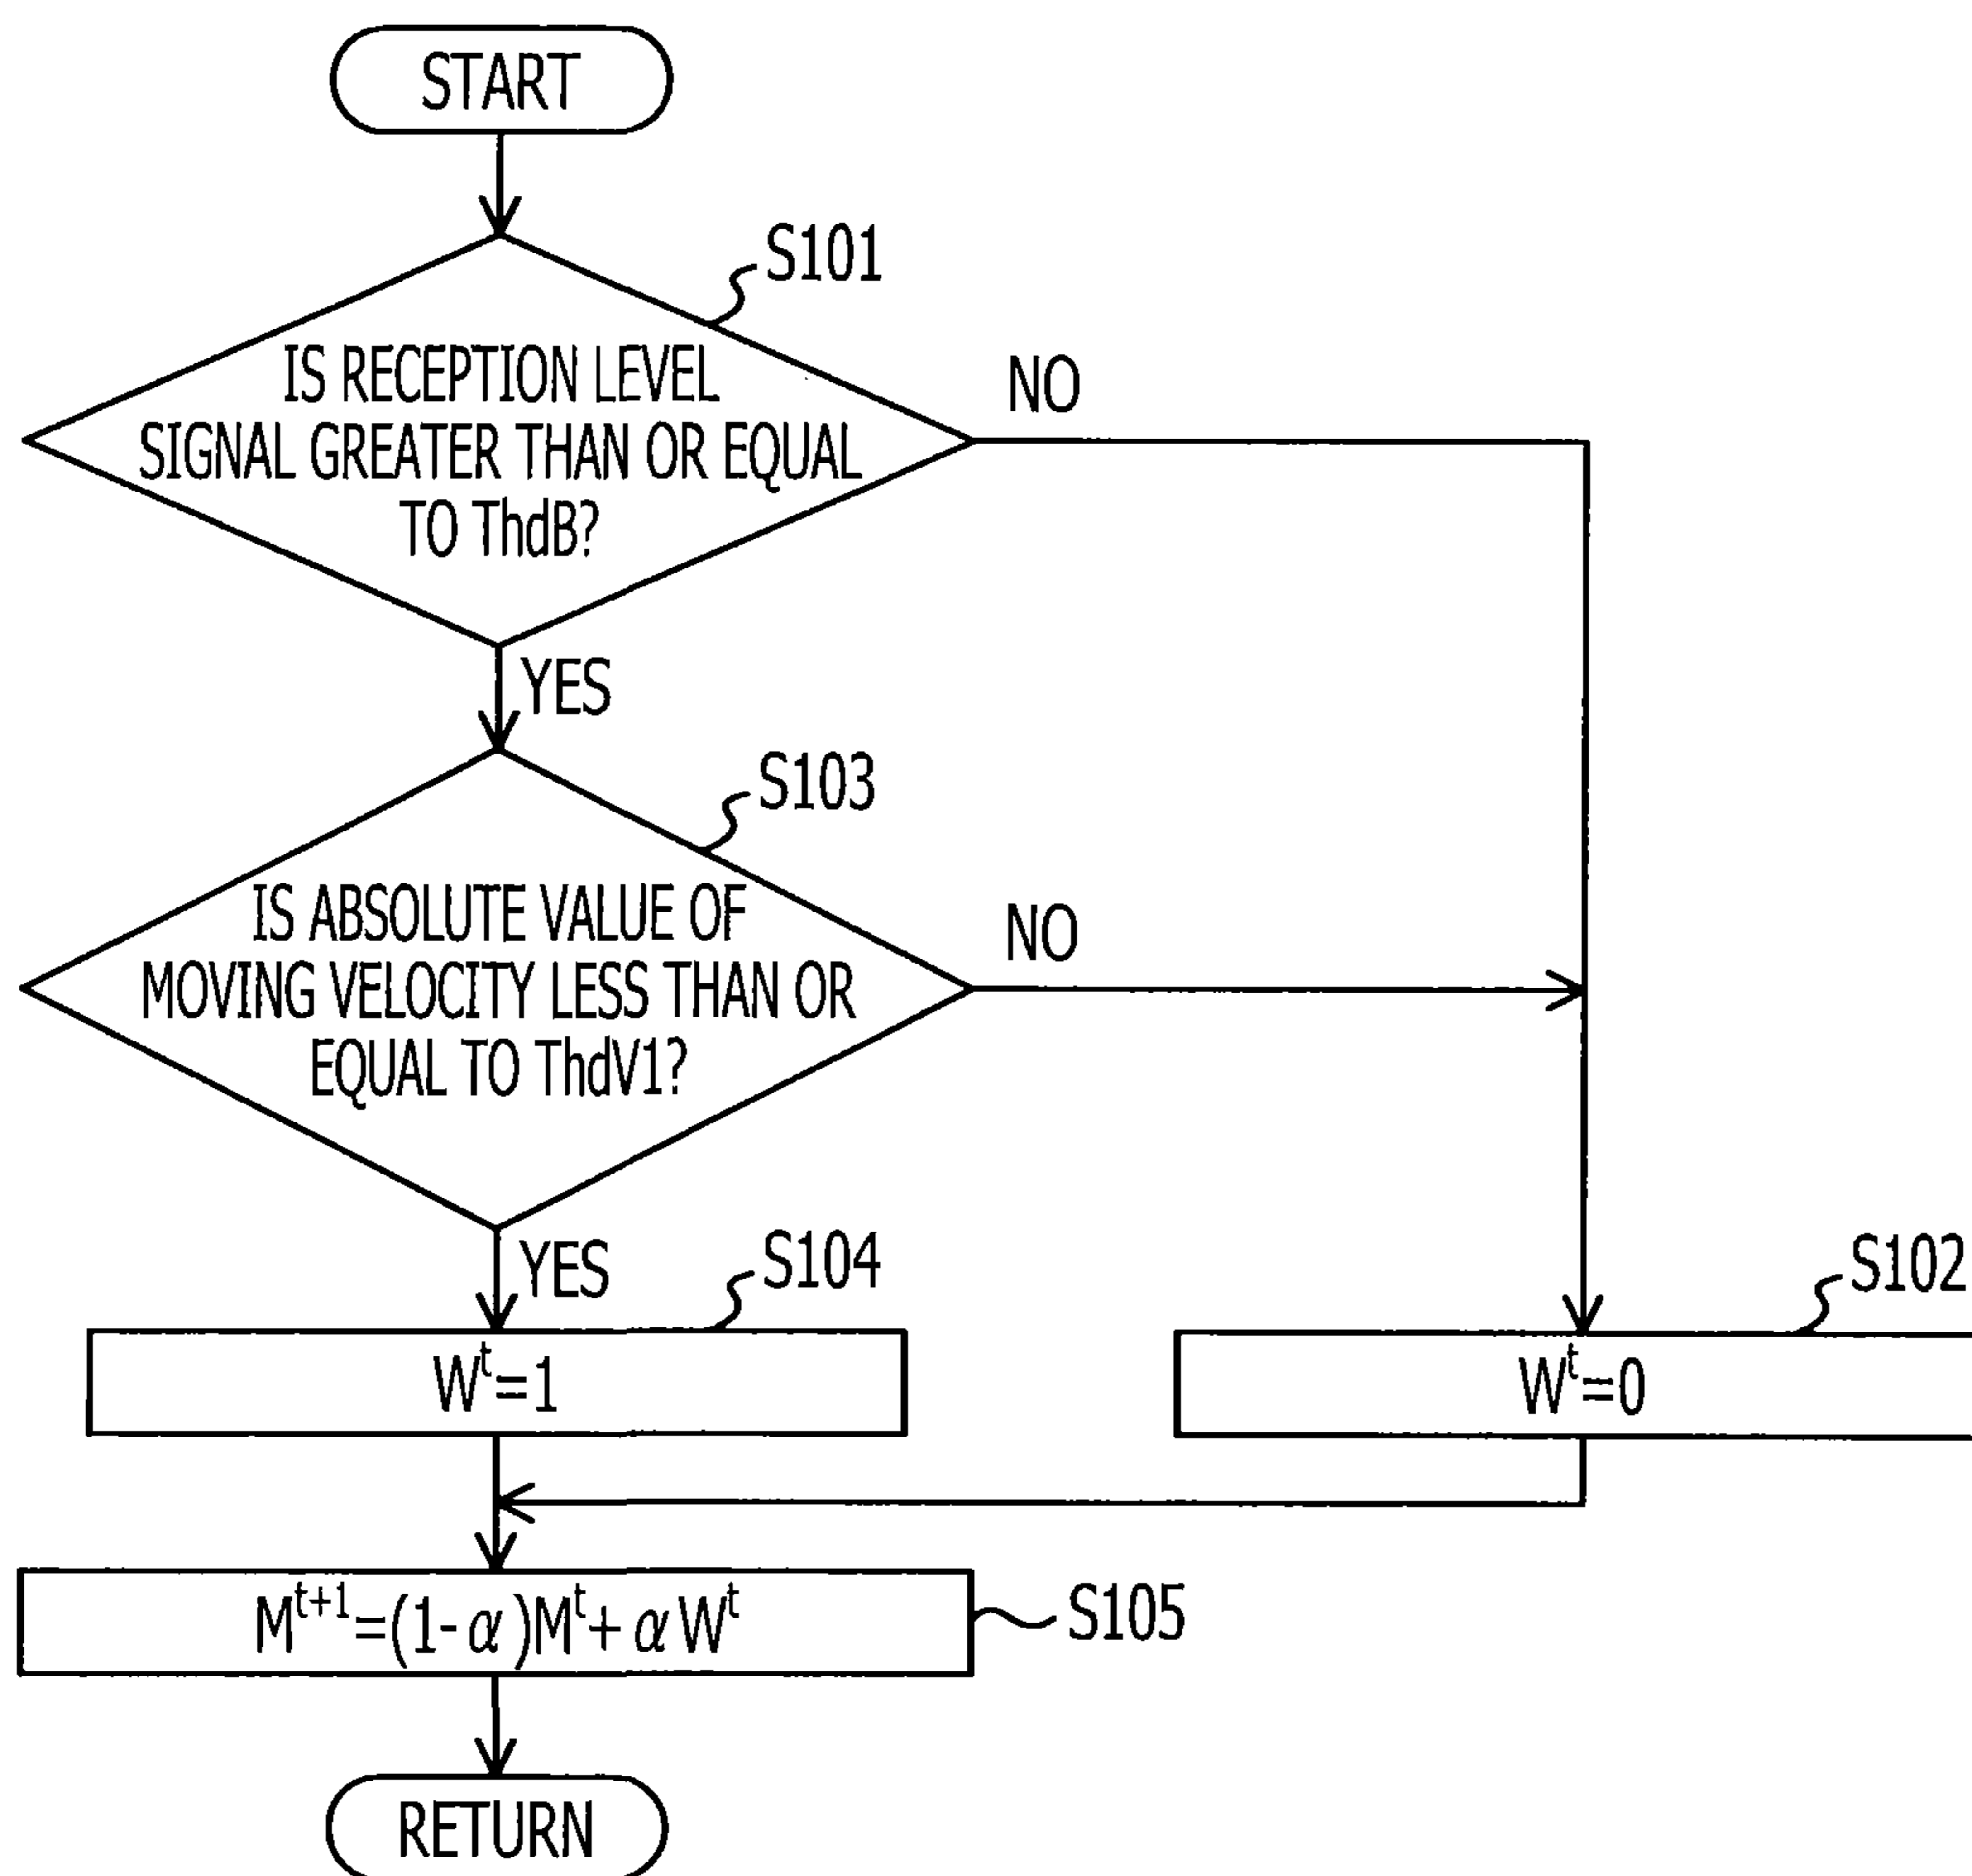 START
S101
IS RECEPTION LEVEL
SIGNAL GREATER THAN OR EQUAL
TO ThdB?
NO
YES
S103
IS ABSOLUTE VALUE OF
MOVING VELOCITY LESS THAN OR
EQUAL TO ThdV1?
NO
YES
S104
S102
W^t=1
W^t=0
M^{t+1}=(1-α)M^t+αW^t
S105
RETURN